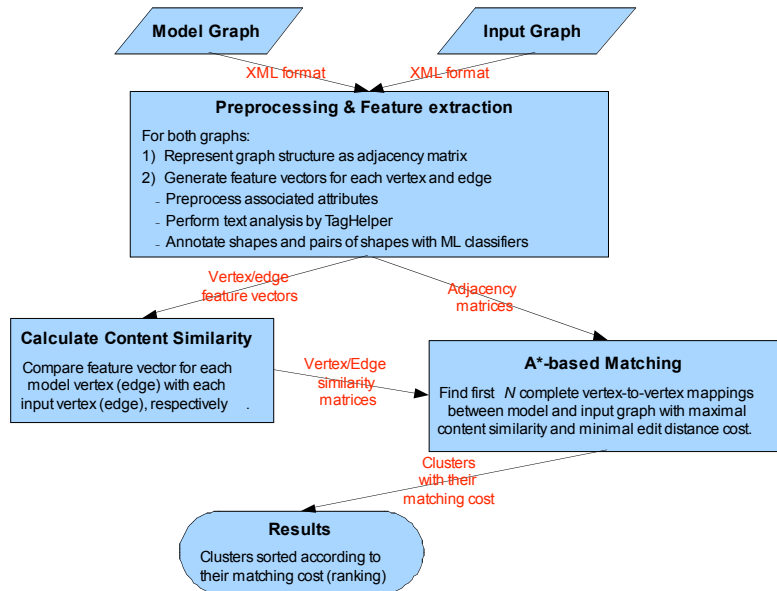 Model Graph
Input Graph
XML format
XML format
Preprocessing & Feature extraction
For both graphs:
1) Represent graph structure as adjacency matrix
2) Generate feature vectors for each vertex and edge
- Preprocess associated attributes
- Perform text analysis by TagHelper
- Annotate shapes and pairs of shapes with ML classifiers
Vertex/edge
feature vectors
Adjacency
matrices
Calculate Content Similarity
Compare feature vector for each
model vertex (edge) with each
input vertex (edge), respectively .
Vertex/Edge
similarity
matrices
A*-based Matching
Find first N complete vertex-to-vertex mappings
between model and input graph with maximal
content similarity and minimal edit distance cost.
Clusters
with their
matching cost
Results
Clusters sorted according to
their matching cost (ranking)